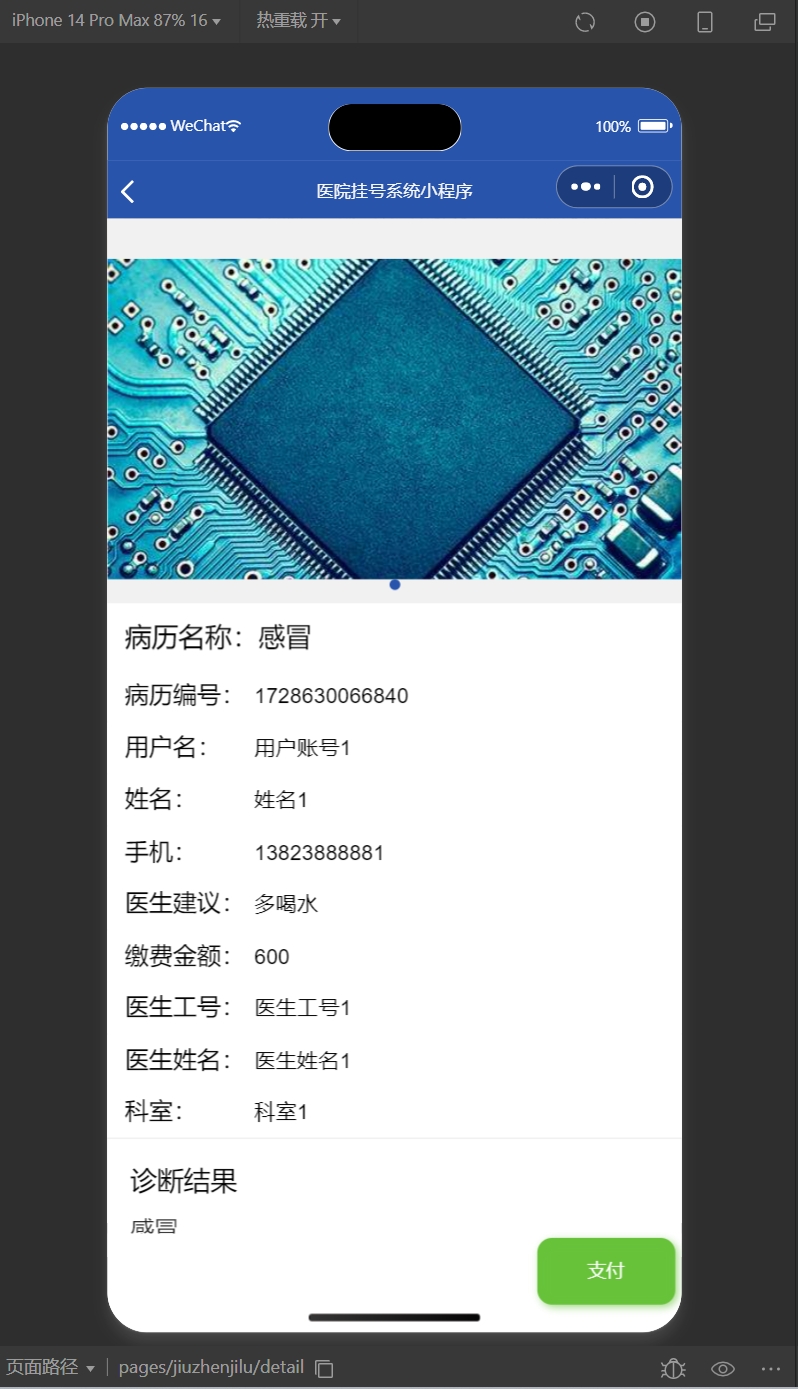 iPhone 14 Pro Max 87% 16 热重载 开
WeChat 100%
医院挂号系统小程序
病历名称：感冒
病历编号： 1728630066840
用户名： 用户账号1
姓名： 姓名1
手机： 13823888881
医生建议： 多喝水
缴费金额： 600
医生工号： 医生工号1
医生姓名： 医生姓名1
科室： 科室1
诊断结果
感冒
支付
页面路径 pages/jiuzhenjilu/detail